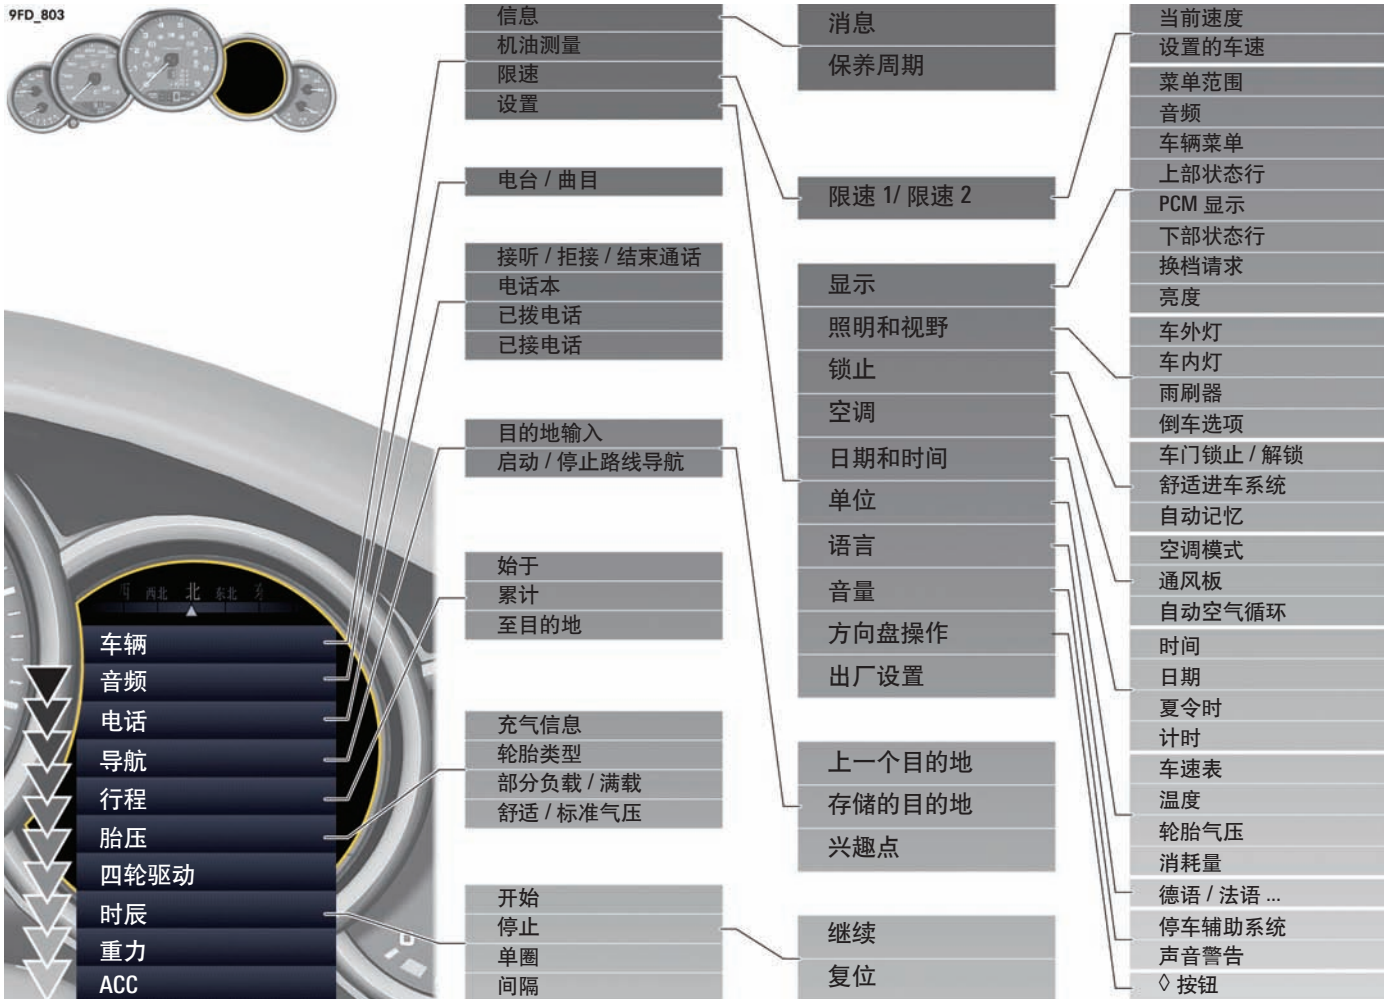 9FD_803
西北 北 东北
车辆
音频
电话
导航
行程
胎压
四轮驱动
时辰
重力
ACC
信息
机油测量
限速
设置
电台 / 曲目
接听 / 拒接 / 结束通话
电话本
已拨电话
已接电话
目的地输入
启动 / 停止路线导航
始于
累计
至目的地
充气信息
轮胎类型
部分负载 / 满载
舒适 / 标准气压
开始
停止
单圈
间隔
消息
保养周期
限速 1/ 限速 2
显示
照明和视野
锁止
空调
日期和时间
单位
语言
音量
方向盘操作
出厂设置
上一个目的地
存储的目的地
兴趣点
继续
复位
当前速度
设置的车速
菜单范围
音频
车辆菜单
上部状态行
PCM 显示
下部状态行
换档请求
亮度
车外灯
车内灯
雨刷器
倒车选项
车门锁止 / 解锁
舒适进车系统
自动记忆
空调模式
通风板
自动空气循环
时间
日期
夏令时
计时
车速表
温度
轮胎气压
消耗量
德语 / 法语 ...
停车辅助系统
声音警告
◊ 按钮